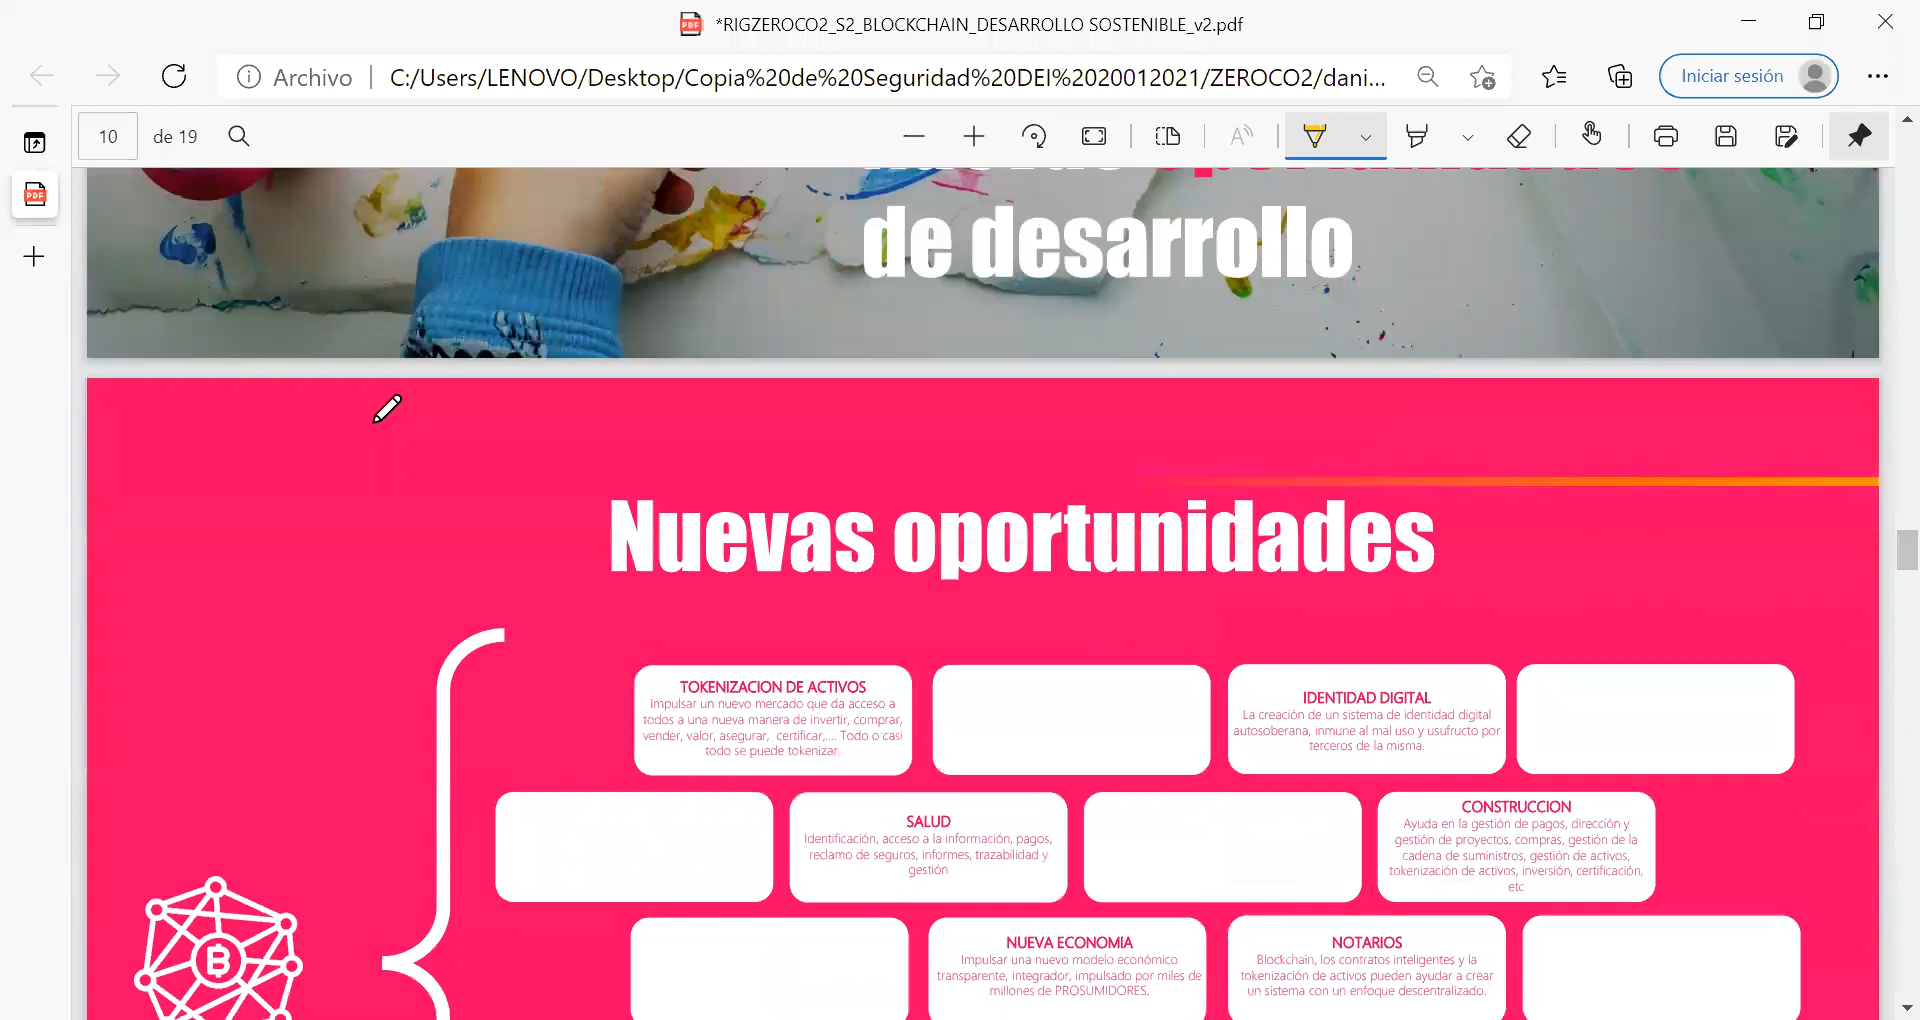 *RIGZEROCO2_S2_BLOCKCHAIN_DESARROLLO SOSTENIBLE_v2.pdf
Archivo
C:/Users/LENOVO/Desktop/Copia%20de%20Seguridad%20DEI%2020012021/ZEROCO2/dani...
Iniciar sesión
10
de 19
PDF
de desarrollo
Nuevas oportunidades
TOKENIZACION DE ACTIVOS
Impulsar un nuevo mercado que da acceso a
todos a una nueva manera de invertir, comprar,
vender, valor, asegurar, certificar,.... Todo o casi
todo se puede tokenizar.
IDENTIDAD DIGITAL
La creación de un sistema de identidad digital
autosoberana, inmune al mal uso y usufructo por
terceros de la misma.
SALUD
Identificación, acceso a la información, pagos,
reclamo de seguros, informes, trazabilidad y
gestión
CONSTRUCCION
Ayuda en la gestión de pagos, dirección y
gestión de proyectos, compras, gestión de la
cadena de suministros, gestión de activos,
tokenización de activos, inversión, certificación,
etc
NUEVA ECONOMIA
Impulsar una nuevo modelo económico
transparente, integrador, impulsado por miles de
millones de PROSUMIDORES.
NOTARIOS
Blockchain, los contratos inteligentes y la
tokenización de activos pueden ayudar a crear
un sistema con un enfoque descentralizado.